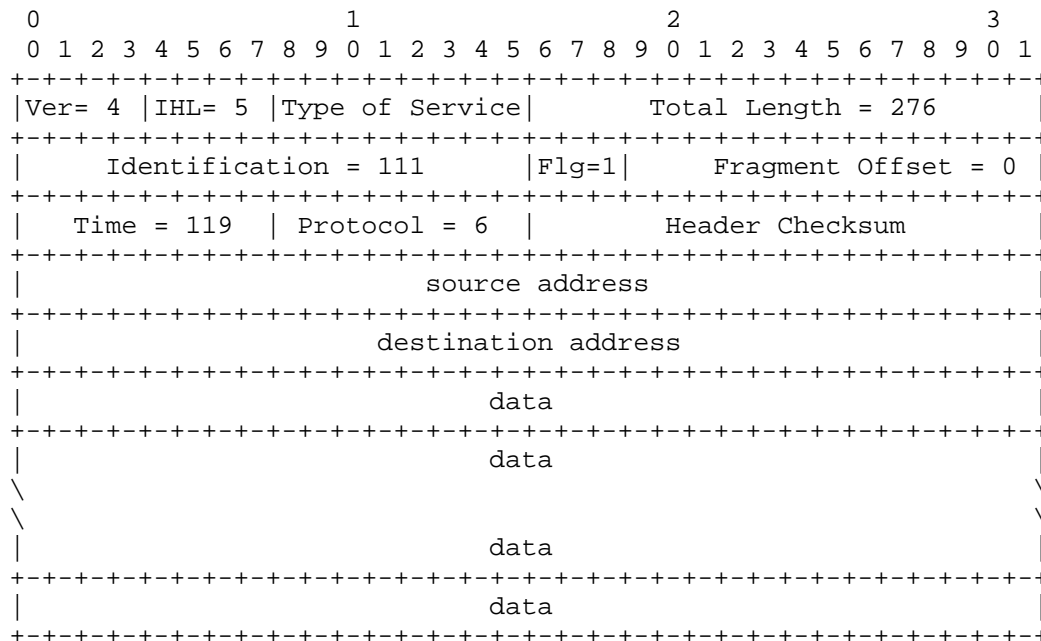 0                   1                   2                   3
0 1 2 3 4 5 6 7 8 9 0 1 2 3 4 5 6 7 8 9 0 1 2 3 4 5 6 7 8 9 0 1
+-+-+-+-+-+-+-+-+-+-+-+-+-+-+-+-+-+-+-+-+-+-+-+-+-+-+-+-+-+-+-+-+
|Ver= 4 |IHL= 5 |Type of Service|        Total Length = 276     |
+-+-+-+-+-+-+-+-+-+-+-+-+-+-+-+-+-+-+-+-+-+-+-+-+-+-+-+-+-+-+-+-+
|     Identification = 111      |Flg=1|     Fragment Offset = 0 |
+-+-+-+-+-+-+-+-+-+-+-+-+-+-+-+-+-+-+-+-+-+-+-+-+-+-+-+-+-+-+-+-+
|   Time = 119  | Protocol = 6  |        Header Checksum        |
+-+-+-+-+-+-+-+-+-+-+-+-+-+-+-+-+-+-+-+-+-+-+-+-+-+-+-+-+-+-+-+-+
|                         source address                        |
+-+-+-+-+-+-+-+-+-+-+-+-+-+-+-+-+-+-+-+-+-+-+-+-+-+-+-+-+-+-+-+-+
|                      destination address                      |
+-+-+-+-+-+-+-+-+-+-+-+-+-+-+-+-+-+-+-+-+-+-+-+-+-+-+-+-+-+-+-+-+
|                             data                              |
+-+-+-+-+-+-+-+-+-+-+-+-+-+-+-+-+-+-+-+-+-+-+-+-+-+-+-+-+-+-+-+-+
|                             data                              |
\                                                               \
\                                                               \
|                             data                              |
+-+-+-+-+-+-+-+-+-+-+-+-+-+-+-+-+-+-+-+-+-+-+-+-+-+-+-+-+-+-+-+-+
|                             data                              |
+-+-+-+-+-+-+-+-+-+-+-+-+-+-+-+-+-+-+-+-+-+-+-+-+-+-+-+-+-+-+-+-+